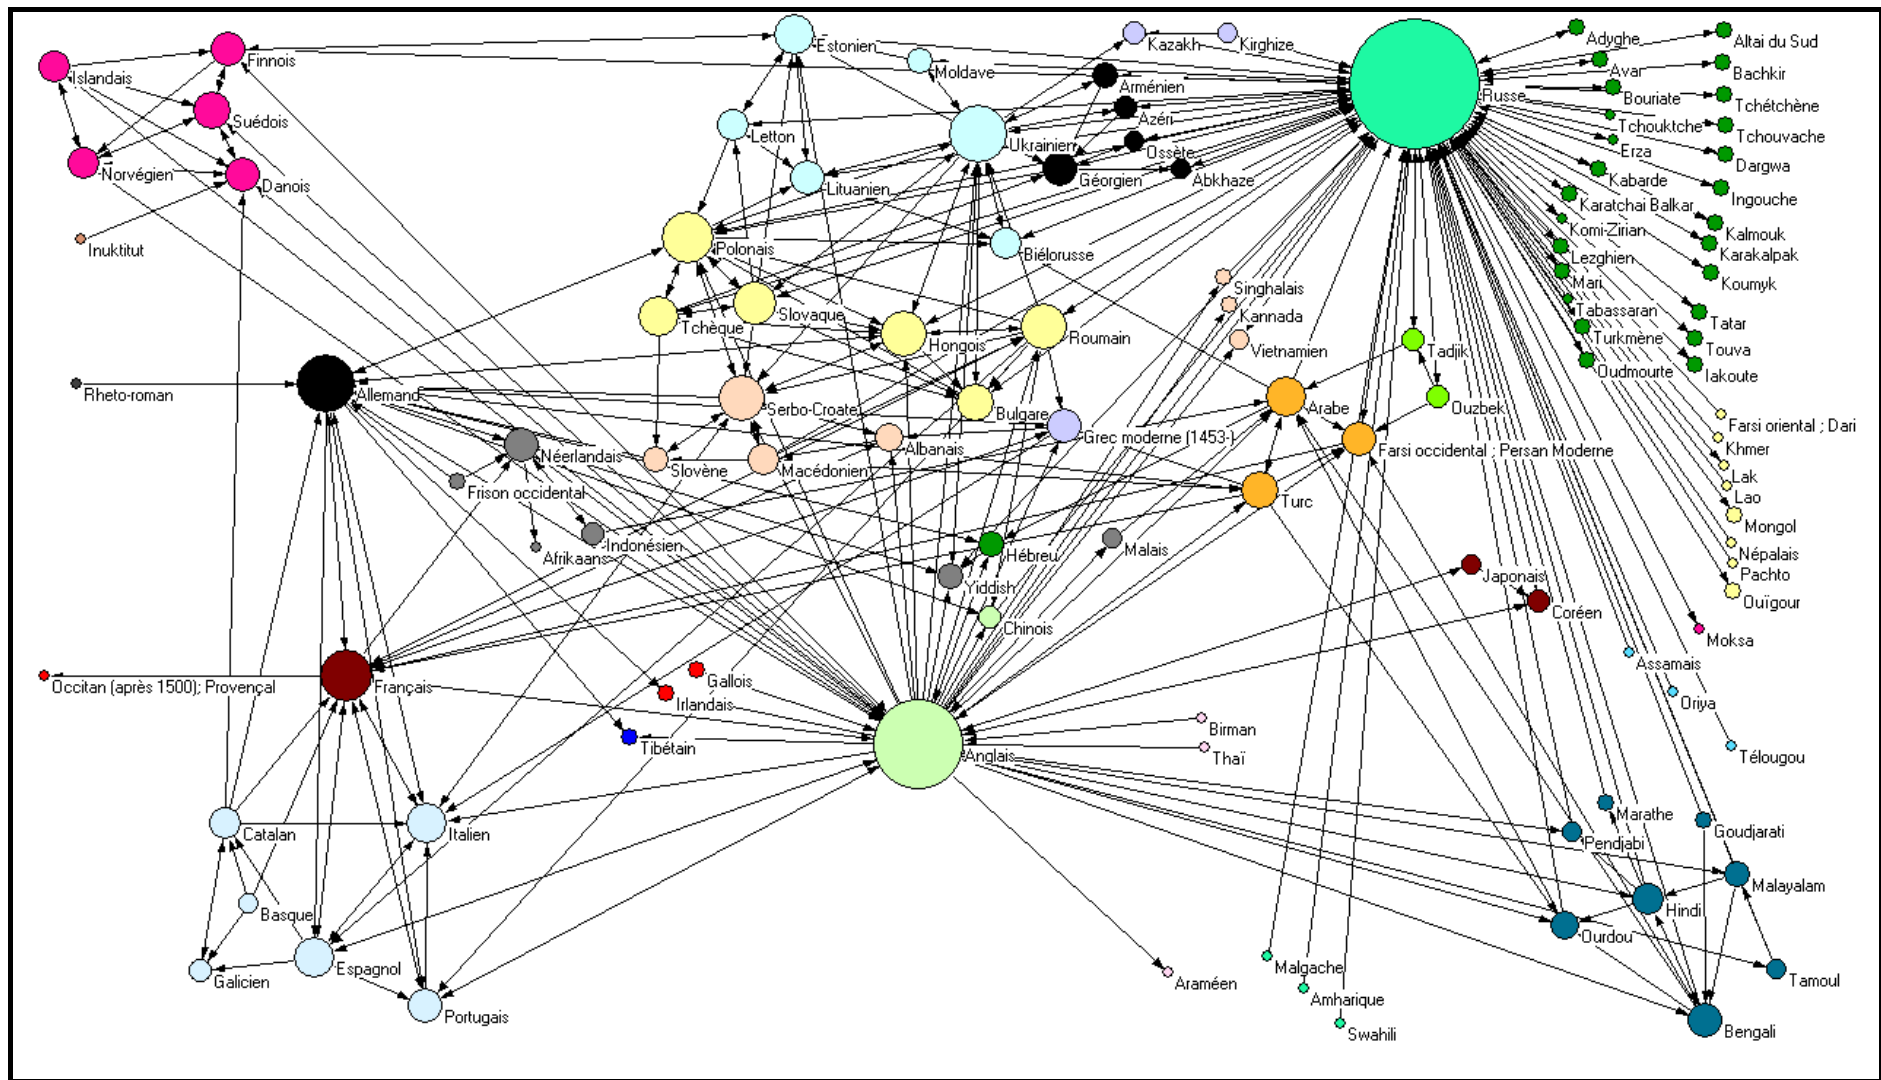 Finnois
Islandais
Suédois
Norvégien
Danois
Inuktitut
Estonien
Moldave
Kazakh
Kirghize
Arménien
Azéri
Ossète
Abkhaze
Géorgien
Ukrainien
Letton
Lituanien
Biélorusse
Russe
Adyghe
Altai du Sud
Avar
Bachkir
Bouriate
Tchétchène
Tchouktche
Tchouvache
Erza
Dargwa
Kabarde
Ingouche
Karatchai Balkar
Komi-Zirian
Kalmouk
Karakalpak
Lezghien
Koumyk
Mari
Tabassaran
Tatar
Turkmène
Touva
Oudmourte
Iakoute
Polonais
Slovaque
Tchèque
Hongois
Roumain
Bulgare
Singhalais
Kannada
Vietnamien
Tadjik
Ouzbek
Arabe
Farsi occidental ; Persan Moderne
Turc
Farsi oriental ; Dari
Khmer
Lak
Lao
Mongol
Népalais
Pachto
Ouïgour
Rheto-roman
Allemand
Serbo-Croate
Albanais
Grec moderne (1453-)
Slovène
Macédonien
Néerlandais
Frison occidental
Afrikaans
Indonésien
Hébreu
Yiddish
Chinois
Malais
Japonais
Coréen
Moksa
Assamais
Oriya
Télougou
Occitan (après 1500); Provençal
Français
Gallois
Irlandais
Tibétain
Anglais
Birman
Thaï
Catalan
Italien
Basque
Galicien
Espagnol
Portugais
Araméen
Malgache
Amharique
Swahili
Marathe
Pendjabi
Goudjarati
Malayalam
Hindi
Ourdou
Tamoul
Bengali